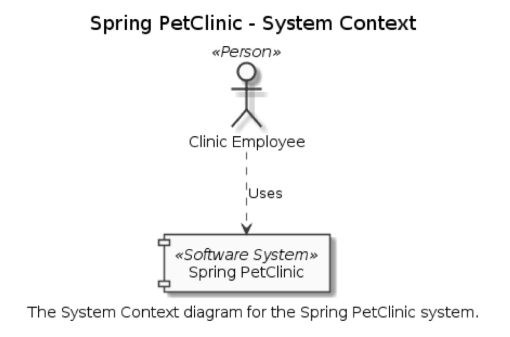 Spring PetClinic - System Context
«Person»
Clinic Employee
Uses
«Software System»
Spring PetClinic
The System Context diagram for the Spring PetClinic system.